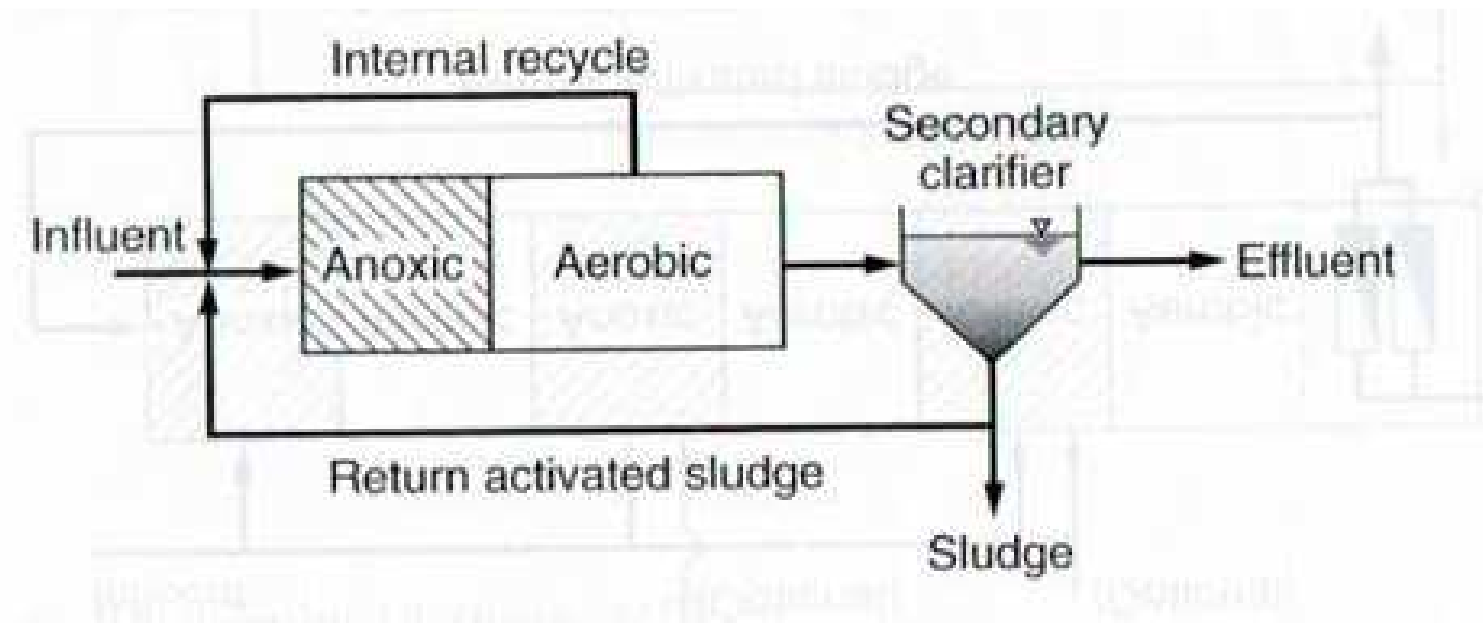 Internal recycle
Secondary
clarifier
Influent
Anoxic
Aerobic
Effluent
Return activated sludge
Sludge